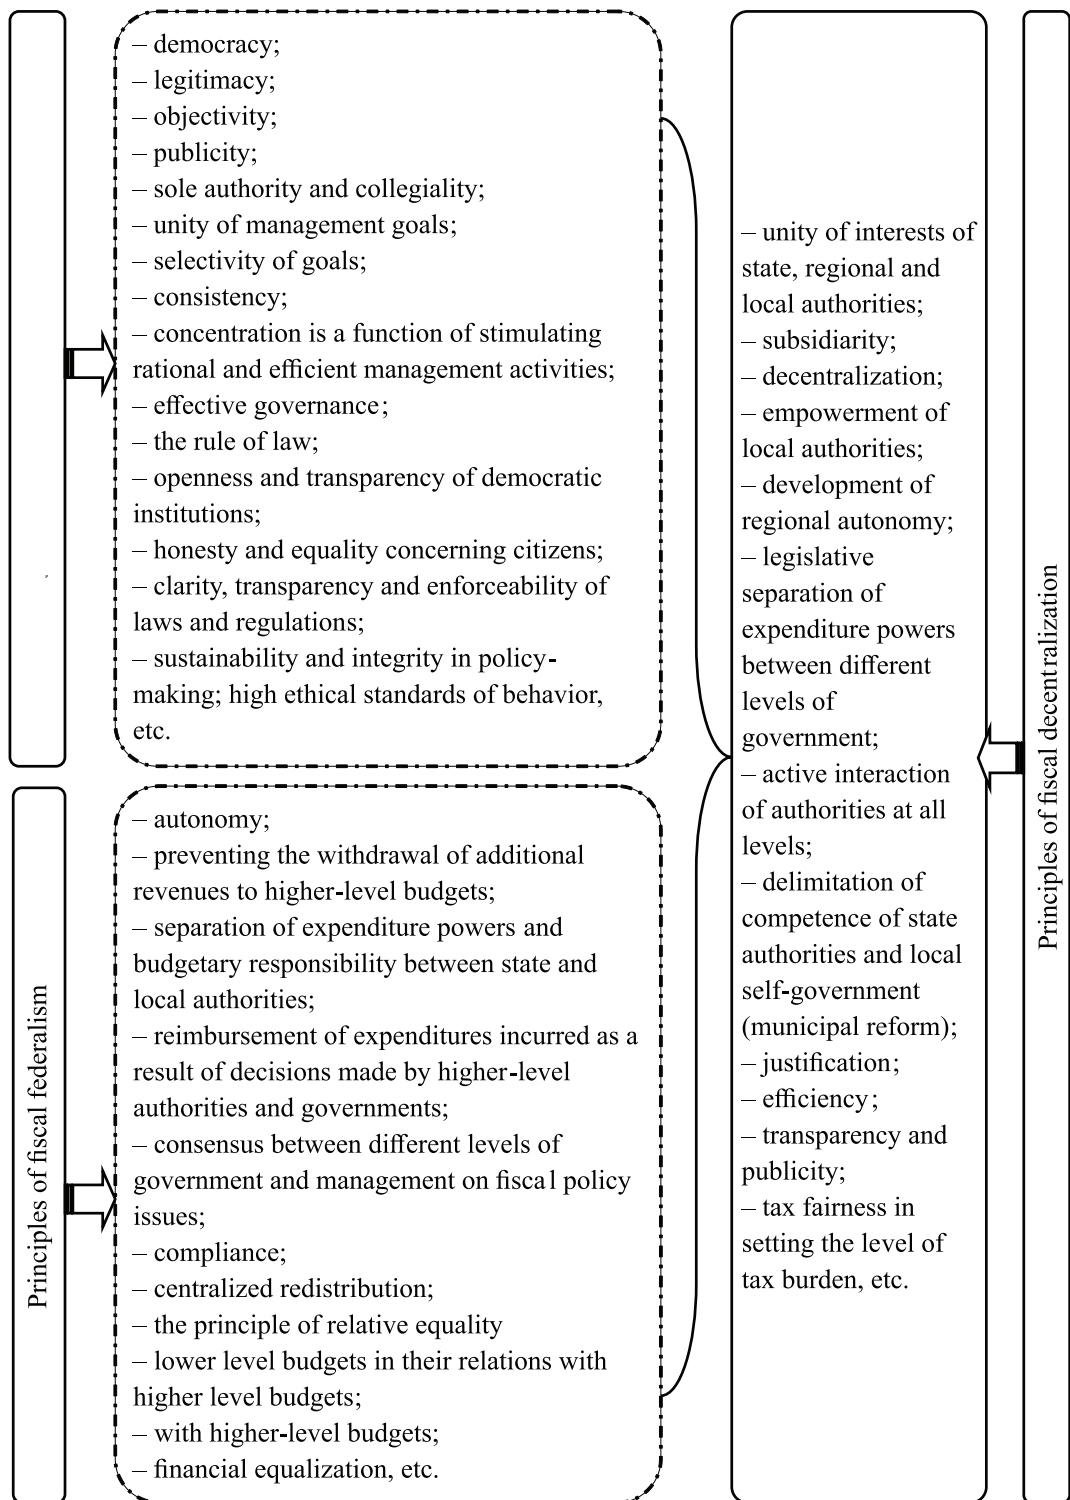 – democracy;
– legitimacy;
– objectivity;
– publicity;
– sole authority and collegiality;
– unity of management goals;
– selectivity of goals;
– consistency;
– concentration is a function of stimulating
rational and efficient management activities;
– effective governance;
– the rule of law;
– openness and transparency of democratic
institutions;
– honesty and equality concerning citizens;
– clarity, transparency and enforceability of
laws and regulations;
– sustainability and integrity in policy-
making; high ethical standards of behavior,
etc.
Principles of fiscal federalism
– autonomy;
– preventing the withdrawal of additional
revenues to higher-level budgets;
– separation of expenditure powers and
budgetary responsibility between state and
local authorities;
– reimbursement of expenditures incurred as a
result of decisions made by higher-level
authorities and governments;
– consensus between different levels of
government and management on fiscal policy
issues;
– compliance;
– centralized redistribution;
– the principle of relative equality
– lower level budgets in their relations with
higher level budgets;
– with higher-level budgets;
– financial equalization, etc.
– unity of interests of
state, regional and
local authorities;
– subsidiarity;
– decentralization;
– empowerment of
local authorities;
– development of
regional autonomy;
– legislative
separation of
expenditure powers
between different
levels of
government;
– active interaction
of authorities at all
levels;
– delimitation of
competence of state
authorities and local
self-government
(municipal reform);
– justification;
– efficiency;
– transparency and
publicity;
– tax fairness in
setting the level of
tax burden, etc.
Principles of fiscal decentralization